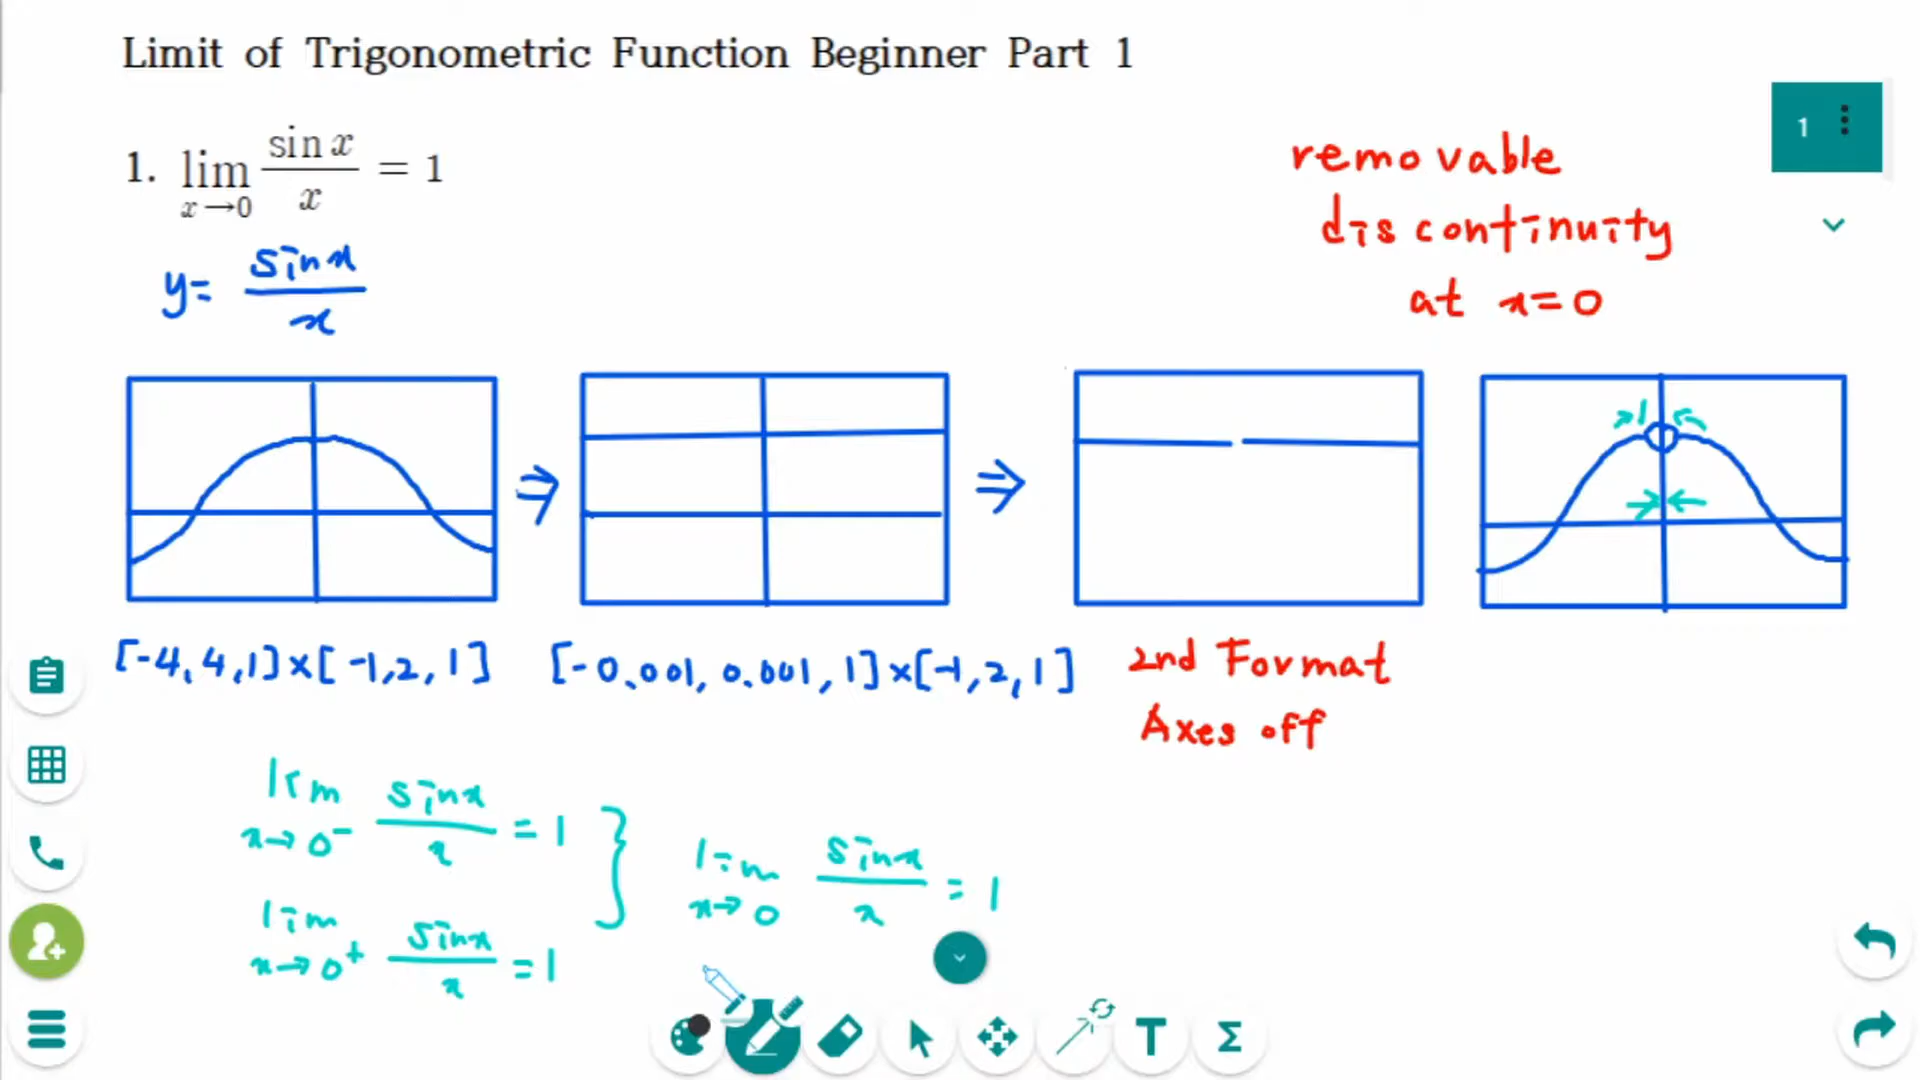 Limit of Trigonometric Function Beginner Part 1
1. lim x→0 sin x / x = 1
y = sinx / x
removable
discontinuity
at x=0
1
1
[-4,4,1]×[-1,2,1]
[-0.001, 0.001, 1]×[-1,2,1]
2nd Format
Axes off
lim x→0⁻ sinx / x = 1
lim x→0⁺ sinx / x = 1
} lim x→0 sinx / x = 1
T Σ